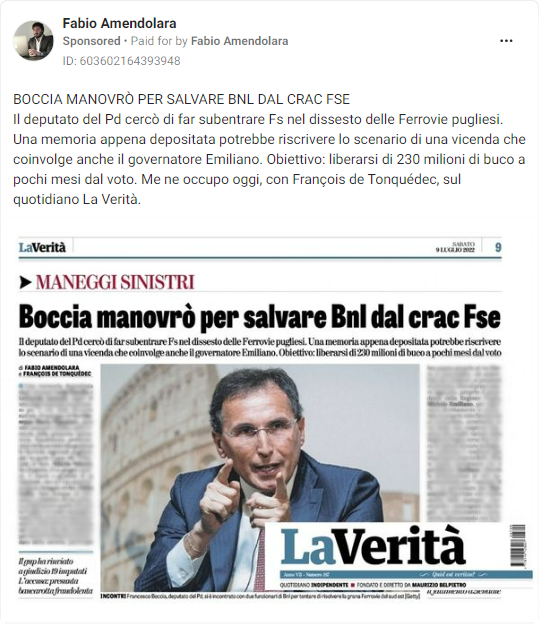 Fabio Amendolara
Sponsored • Paid for by Fabio Amendolara
ID: 603602164393948
BOCCIA MANOVRÒ PER SALVARE BNL DAL CRAC FSE
Il deputato del Pd cercò di far subentrare Fs nel dissesto delle Ferrovie pugliesi.
Una memoria appena depositata potrebbe riscrivere lo scenario di una vicenda che
coinvolge anche il governatore Emiliano. Obiettivo: liberarsi di 230 milioni di buco a
pochi mesi dal voto. Me ne occupo oggi, con François de Tonquédec, sul
quotidiano La Verità.
LaVerità
SABATO
9 LUGLIO 2022
9
MANEGGI SINISTRI
Boccia manovrò per salvare Bnl dal crac Fse
Il deputato del Pd cercò di far subentrare Fs nel dissesto delle Ferrovie pugliesi. Una memoria appena depositata potrebbe riscrivere
lo scenario di una vicenda che coinvolge anche il governatore Emiliano. Obiettivo: liberarsi di 230 milioni di buco a pochi mesi dal voto
di FABIO AMENDOLARA
e FRANÇOIS DE TONQUÉDEC
Il gup ha rinviato
a giudizio 19 imputati
L'accusa: presunta
bancarotta fraudolenta
LaVerità
Quid est veritas?
QUOTIDIANO INDIPENDENTE FONDATO E DIRETTO DA MAURIZIO BELPIETRO
INCONTRI Francesco Boccia, deputato del Pd, si è incontrato con due funzionari di Bnl per tentare di risolvere la grana Ferrovie del sud est [Getty]